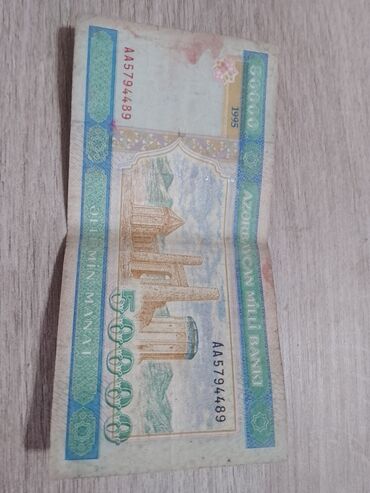 AZƏRBAYCAN MİLLİ BANKI
50000
1995
AA5794489
50000
AA5794489
ƏLLİ MİN MANAT